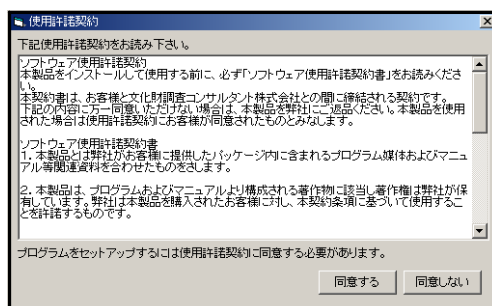 使用許諾契約
下記使用許諾契約をお読み下さい。
ソフトウェア使用許諾契約
本製品をインストールして使用する前に、必ず「ソフトウェア使用許諾契約書」をお読みくださ
い。
本契約書は、お客様と文化財調査コンサルタント株式会社との間に締結される契約です。
下記の内容に万一同意いただけない場合は、本製品を弊社にご返品ください。本製品を使用
された場合は使用許諾契約にお客様が同意されたものとみなします。
ソフトウェア使用許諾契約書
1. 本製品とは弊社がお客様に提供したパッケージ内に含まれるプログラム媒体およびマニュ
アル等関連資料を合わせたものをさします。
2. 本製品は、プログラムおよびマニュアルより構成される著作物に該当し著作権は弊社が保
有しています。弊社は本製品を購入されたお客様に対し、本契約条項に基づいて使用するこ
とを許諾するものです。
プログラムをセットアップするには使用許諾契約に同意する必要があります。
同意する
同意しない